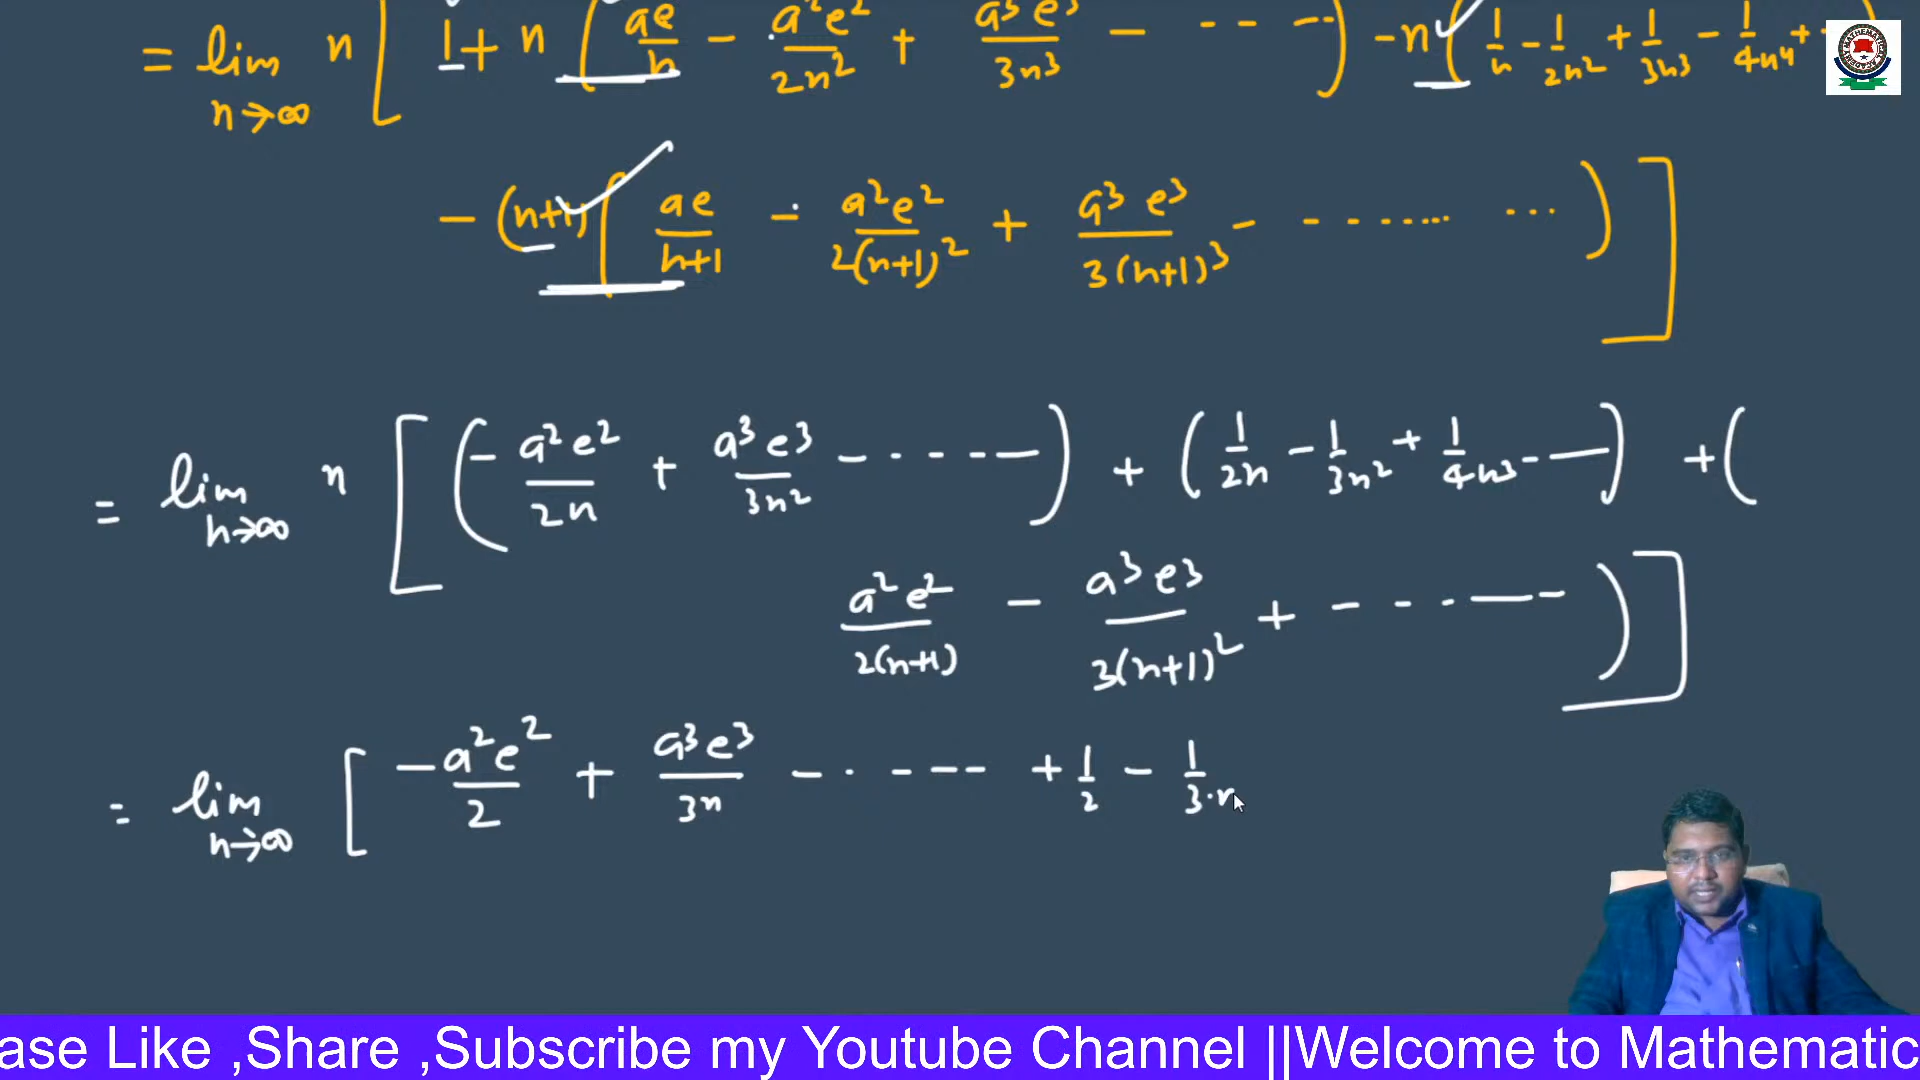 = lim n→∞ n [ 1 + n ( ae/n - a²e²/2n² + a³e³/3n³ - - - - - ) - n ( 1/n - 1/2n² + 1/3n³ - 1/4n⁴ +
- (n+1) ( ae/n+1 - a²e²/2(n+1)² + a³e³/3(n+1)³ - - - - ...... ... ) ]
= lim n→∞ n [ ( - a²e²/2n + a³e³/3n² - - - - - ) + ( 1/2n - 1/3n² + 1/4n³ - - ) + (
a²e²/2(n+1) - a³e³/3(n+1)² + - - - - - ) ]
= lim n→∞ [ -a²e²/2 + a³e³/3n - - - - - + 1/2 - 1/3·n
ase Like ,Share ,Subscribe my Youtube Channel ||Welcome to Mathematic